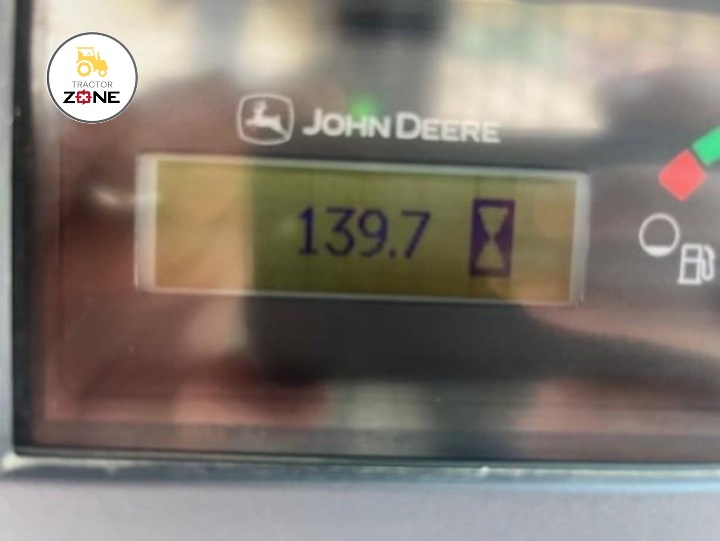 TRACTOR
ZONE
JOHN DEERE
139.7